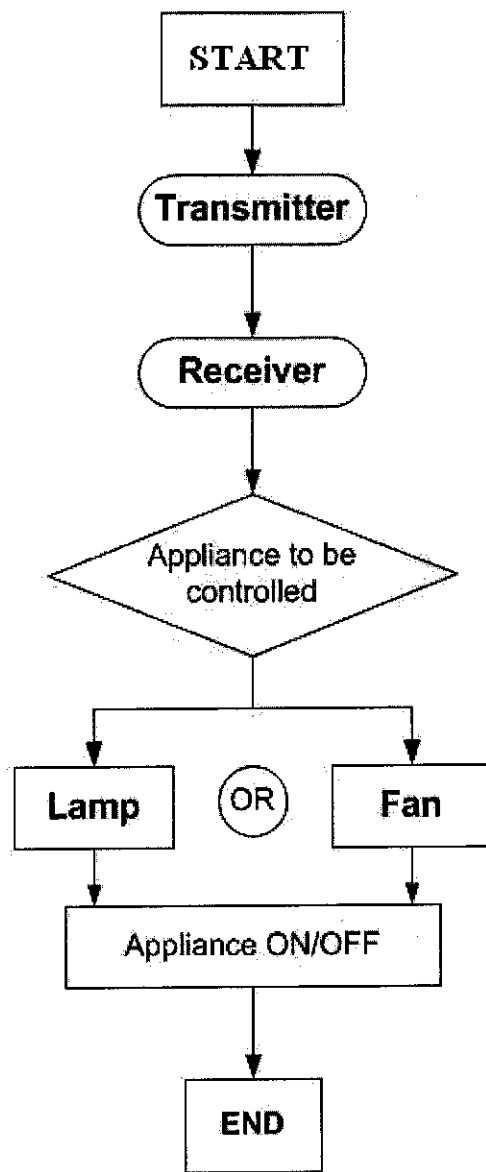 START
Transmitter
Receiver
Appliance to be
controlled
Lamp
OR
Fan
Appliance ON/OFF
END